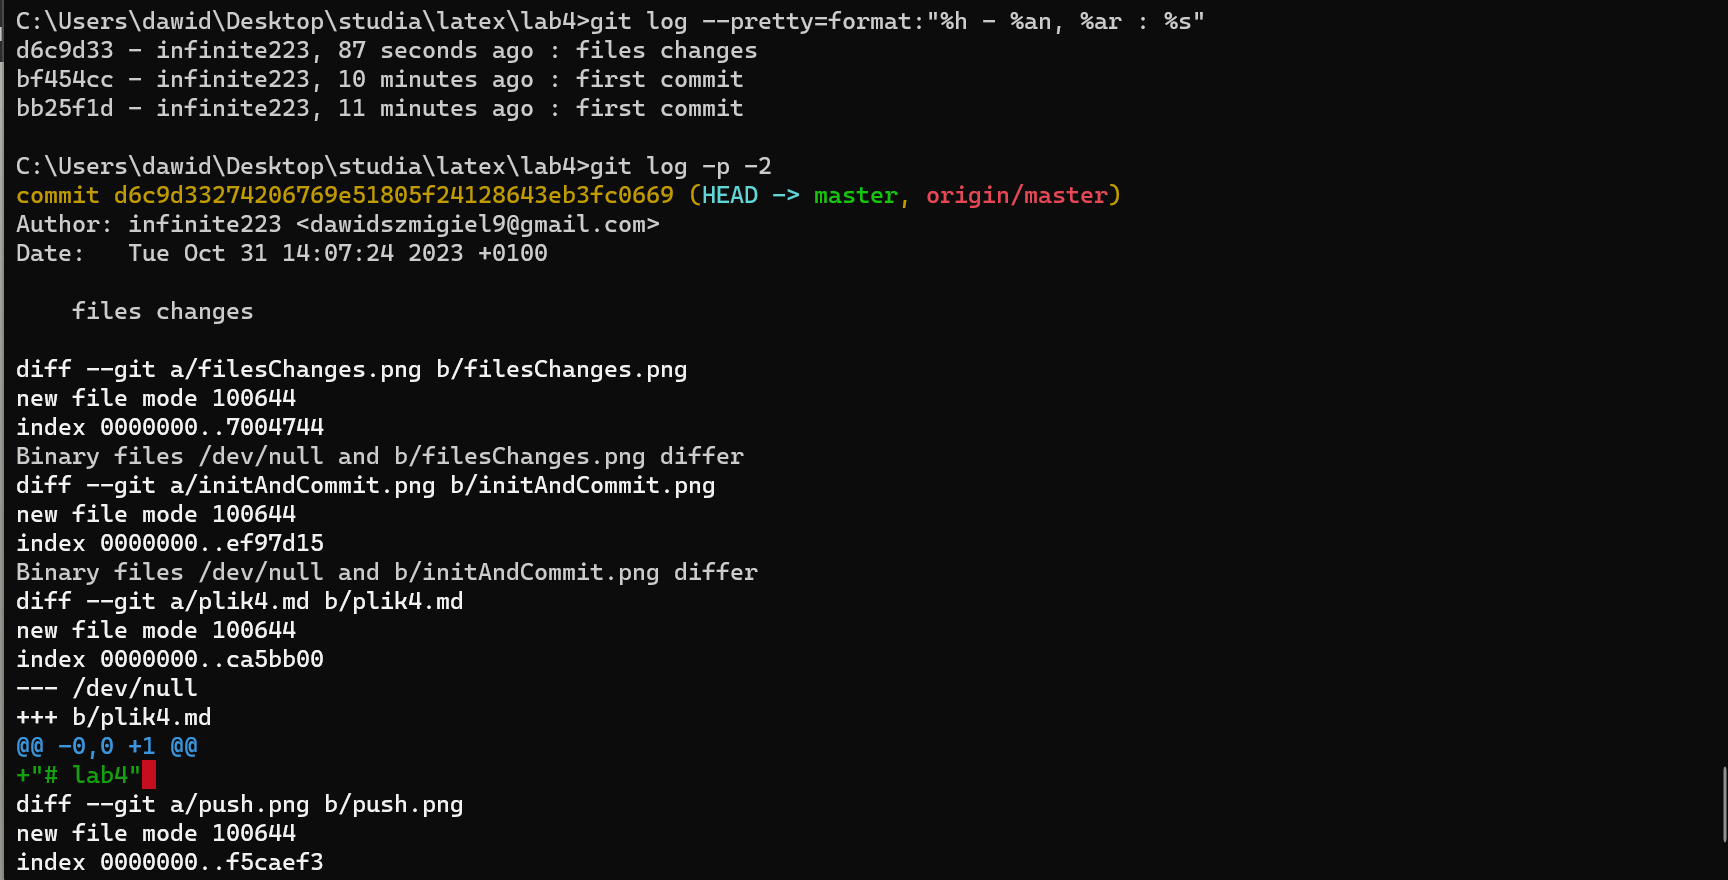 C:\Users\dawid\Desktop\studia\latex\lab4>git log --pretty=format:"%h - %an, %ar : %s"
d6c9d33 - infinite223, 87 seconds ago : files changes
bf454cc - infinite223, 10 minutes ago : first commit
bb25f1d - infinite223, 11 minutes ago : first commit
C:\Users\dawid\Desktop\studia\latex\lab4>git log -p -2
commit d6c9d33274206769e51805f24128643eb3fc0669 (HEAD -> master, origin/master)
Author: infinite223 <dawidszmigiel9@gmail.com>
Date:   Tue Oct 31 14:07:24 2023 +0100
    files changes
diff --git a/filesChanges.png b/filesChanges.png
new file mode 100644
index 0000000..7004744
Binary files /dev/null and b/filesChanges.png differ
diff --git a/initAndCommit.png b/initAndCommit.png
new file mode 100644
index 0000000..ef97d15
Binary files /dev/null and b/initAndCommit.png differ
diff --git a/plik4.md b/plik4.md
new file mode 100644
index 0000000..ca5bb00
--- /dev/null
+++ b/plik4.md
@@ -0,0 +1 @@
+"# lab4"
diff --git a/push.png b/push.png
new file mode 100644
index 0000000..f5caef3